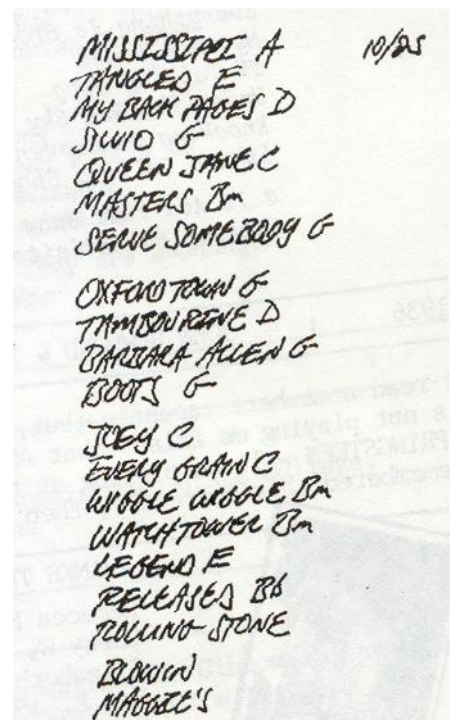 MISSISSIPPI A 10/25
TANGLED E
MY BACK PAGES D
SILVIO G
QUEEN JANE C
MASTERS Bm
SERVE SOMEBODY G
OXFORD TOWN G
TAMBOURINE D
BARBARA ALLEN G
BOOTS G
JOEY C
EVERY GRAIN C
WIGGLE WIGGLE Bm
WATCHTOWER Bm
LEGEND E
RELEASED Bb
ROLLING STONE
BLOWIN
MAGGIE'S